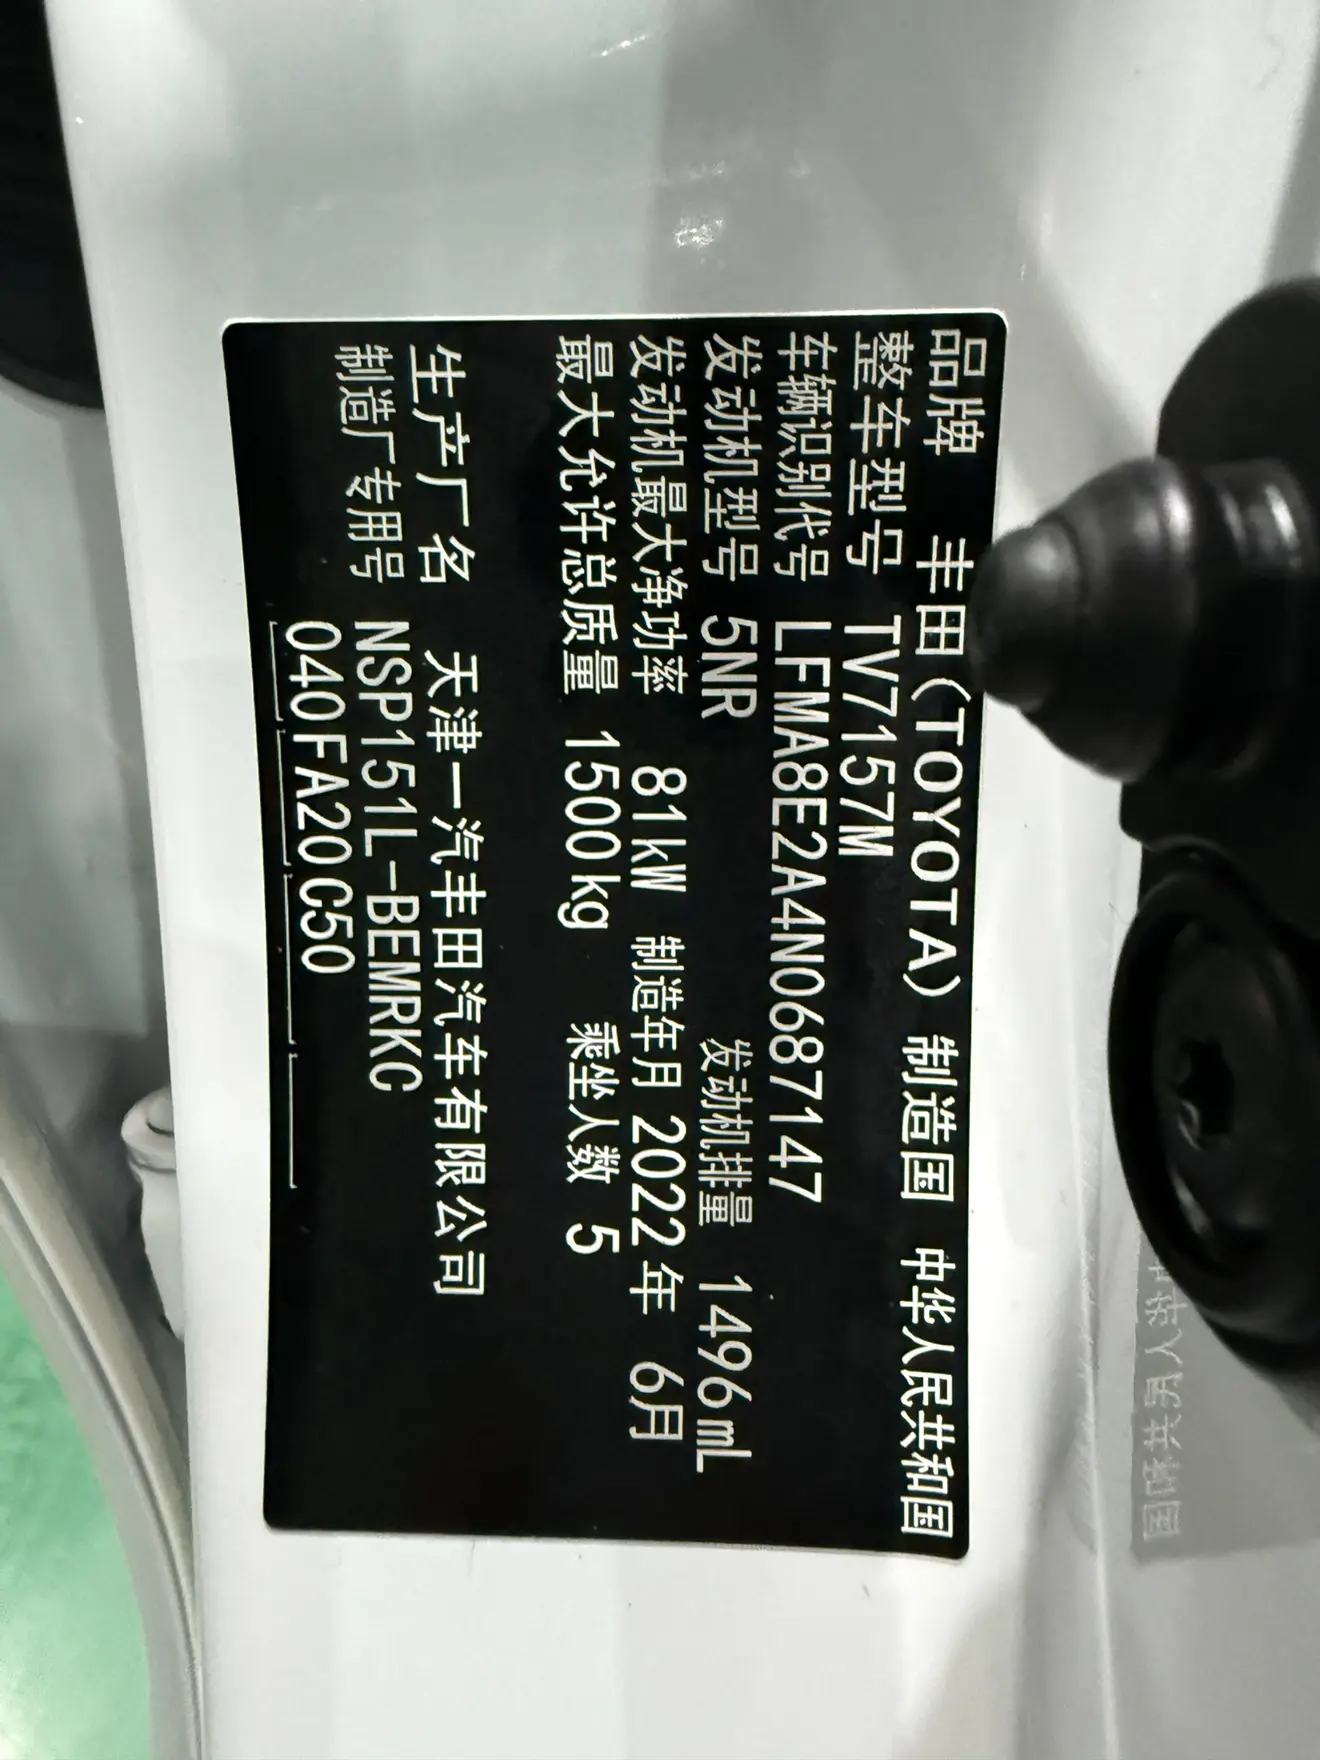 品牌 丰田(TOYOTA) 制造国 中华人民共和国
整车型号 TV7157M
车辆识别代号 LFMA8E2A4N0687147
发动机型号 5NR 发动机排量 1496mL
发动机最大净功率 81kW 制造年月 2022年 6月
最大允许总质量 1500kg 乘坐人数 5
生产厂名 天津一汽丰田汽车有限公司
制造厂专用号 NSP151L-BEMRKC
040FA20C50